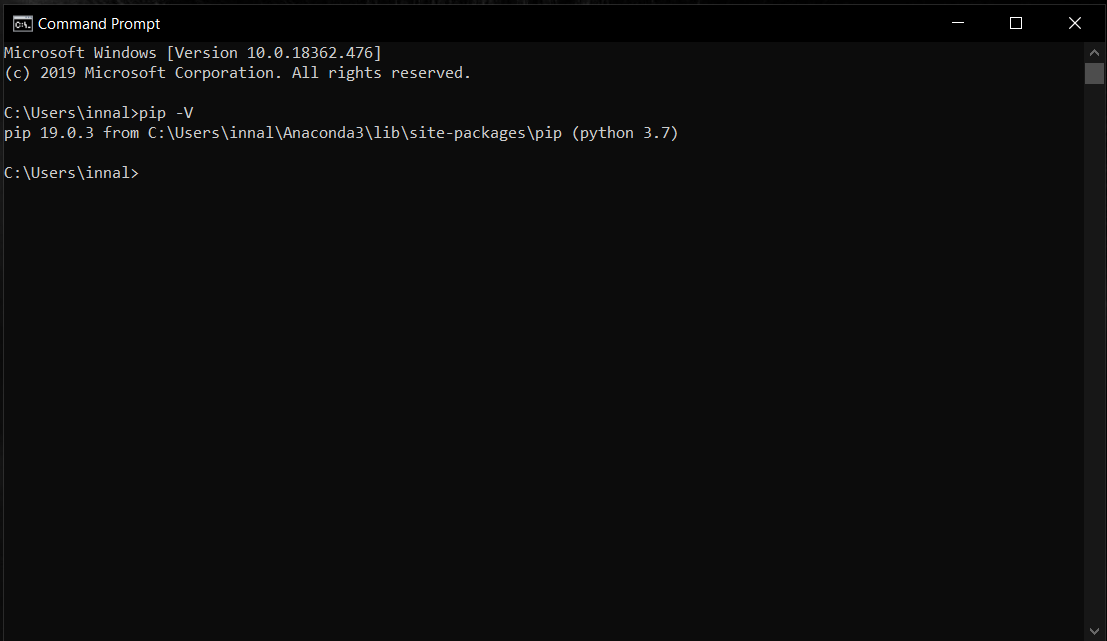 Command Prompt
Microsoft Windows [Version 10.0.18362.476]
(c) 2019 Microsoft Corporation. All rights reserved.
C:\Users\innal>pip -V
pip 19.0.3 from C:\Users\innal\Anaconda3\lib\site-packages\pip (python 3.7)
C:\Users\innal>